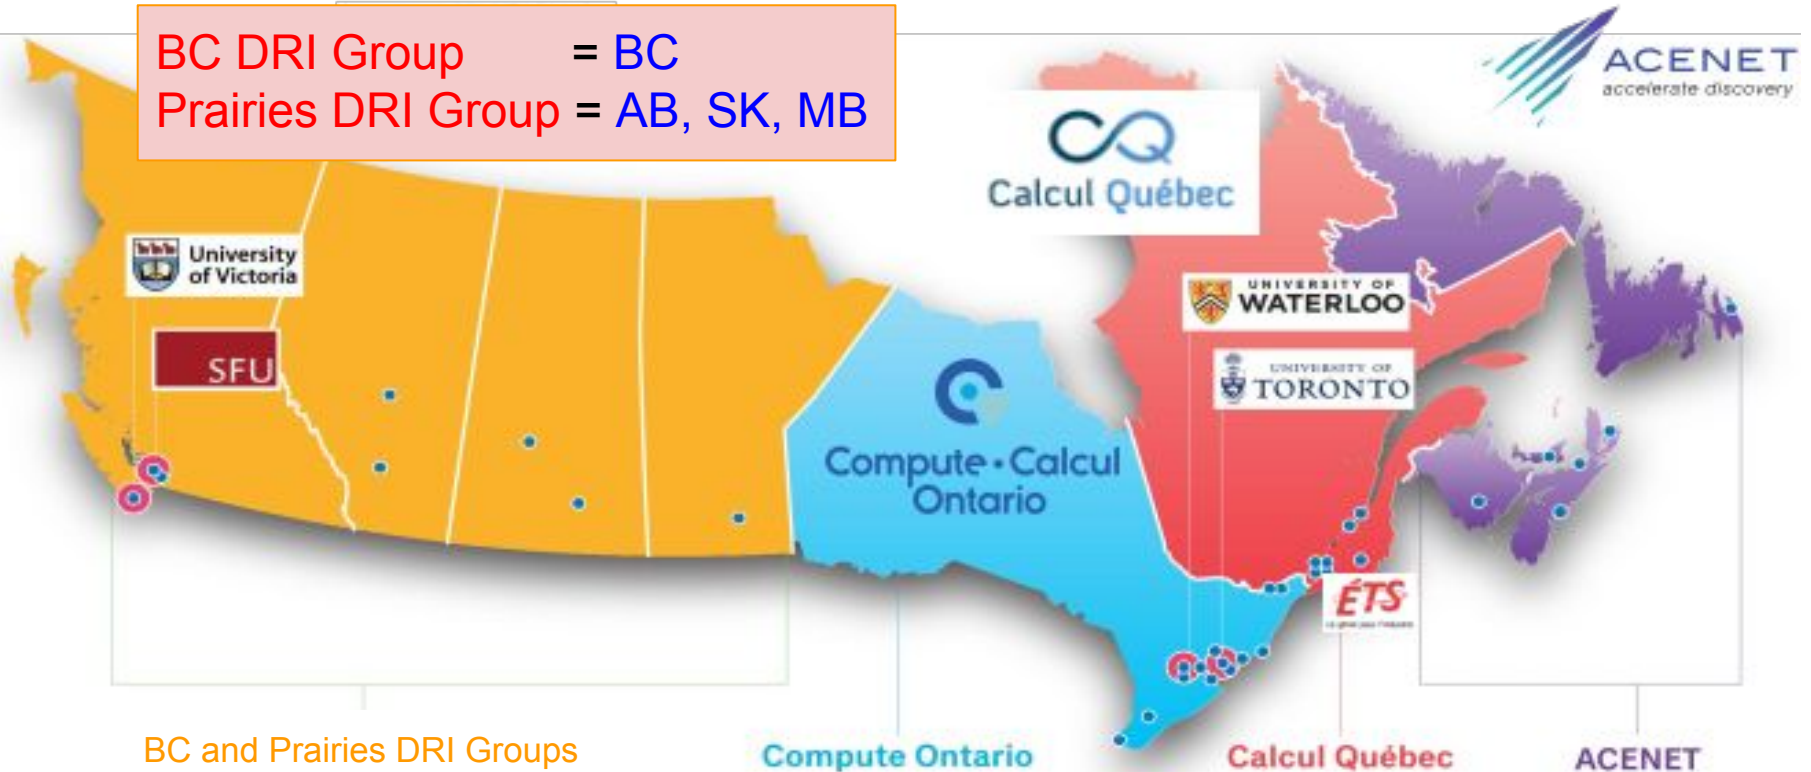 BC DRI Group = BC
Prairies DRI Group = AB, SK, MB
ACENET
accelerate discovery
CQ
Calcul Québec
University
of Victoria
UNIVERSITY OF
WATERLOO
SFU
UNIVERSITY OF
TORONTO
Compute • Calcul
Ontario
ÉTS
BC and Prairies DRI Groups
Compute Ontario
Calcul Québec
ACENET